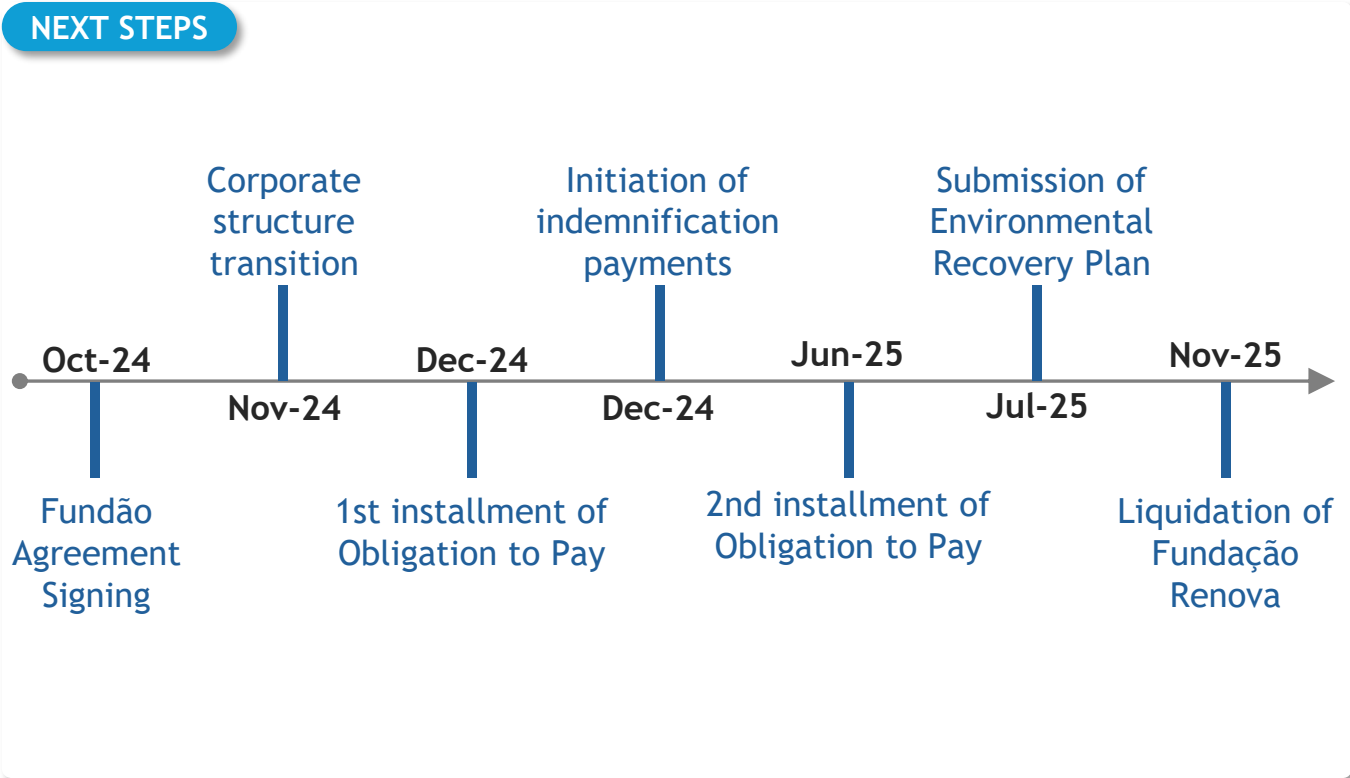 NEXT STEPS
Corporate
structure
transition
Initiation of
indemnification
payments
Submission of
Environmental
Recovery Plan
Oct-24
Nov-24
Dec-24
Dec-24
Jun-25
Jul-25
Nov-25
Fundão
Agreement
Signing
1st installment of
Obligation to Pay
2nd installment of
Obligation to Pay
Liquidation of
Fundação
Renova